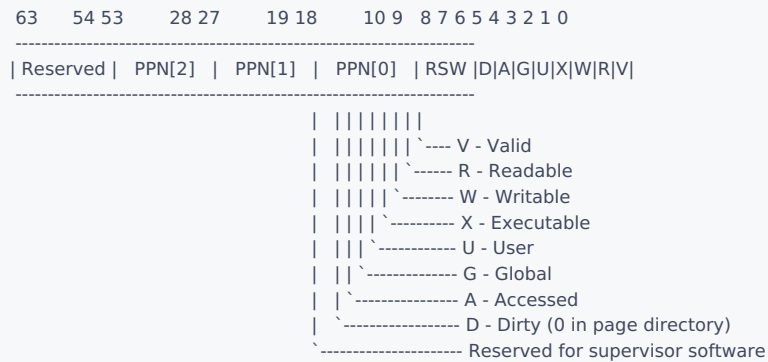 63 54 53 28 27 19 18 10 9 8 7 6 5 4 3 2 1 0
-----------------------------------------------------------------------
| Reserved | PPN[2] | PPN[1] | PPN[0] | RSW |D|A|G|U|X|W|R|V|
-----------------------------------------------------------------------
| | | | | | | | |
| | | | | | | | `---- V - Valid
| | | | | | | `------ R - Readable
| | | | | | `-------- W - Writable
| | | | | `---------- X - Executable
| | | | `------------ U - User
| | | `-------------- G - Global
| | `---------------- A - Accessed
| `------------------ D - Dirty (0 in page directory)
`---------------------- Reserved for supervisor software